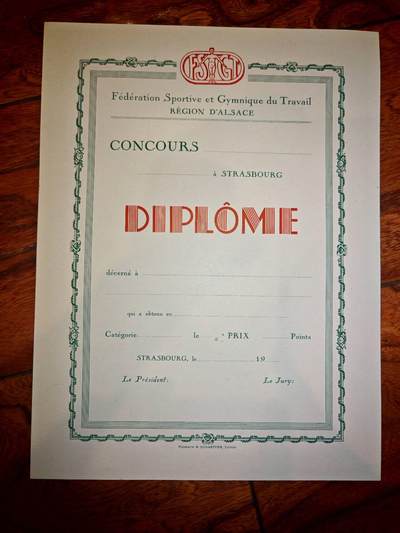 FSGT
Fédération Sportive et Gymnique du Travail
RÉGION D'ALSACE
CONCOURS
à STRASBOURG
DIPLÔME
décerné à
qui a obtenu en
Catégorie le e PRIX Points
STRASBOURG, le 19
Le Président: Le Jury: